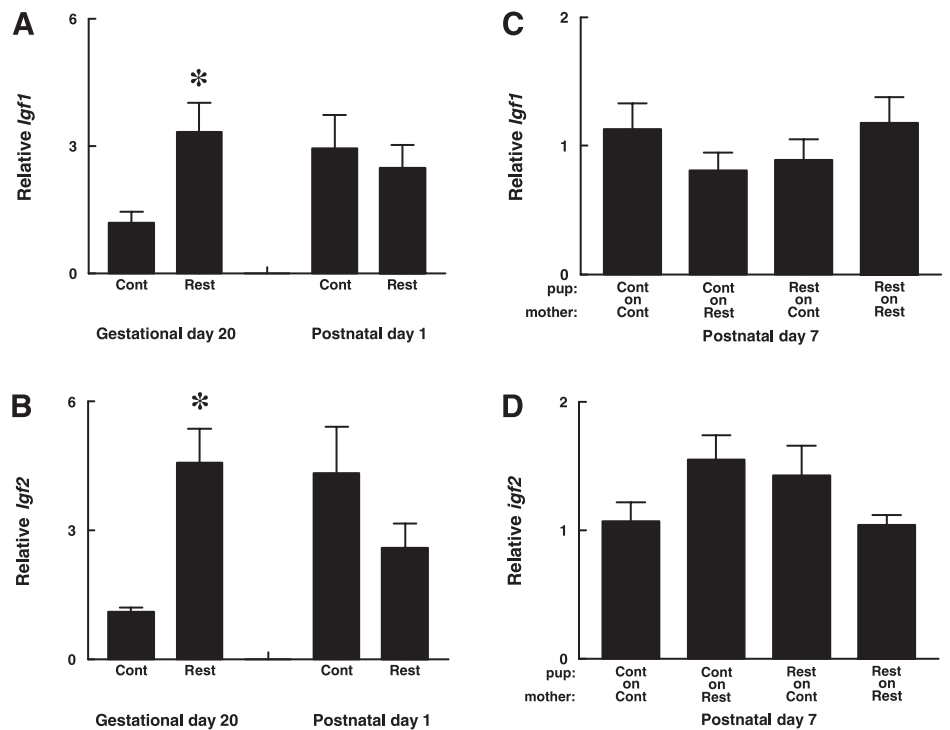 A
Relative Igf1
6
3
0
*
Cont Rest Cont Rest
Gestational day 20 Postnatal day 1
C
Relative Igf1
2
1
0
pup: Cont Cont Rest Rest
on on on on
mother: Cont Rest Cont Rest
Postnatal day 7
B
Relative Igf2
6
3
0
*
Cont Rest Cont Rest
Gestational day 20 Postnatal day 1
D
Relative igf2
2
1
0
pup: Cont Cont Rest Rest
on on on on
mother: Cont Rest Cont Rest
Postnatal day 7